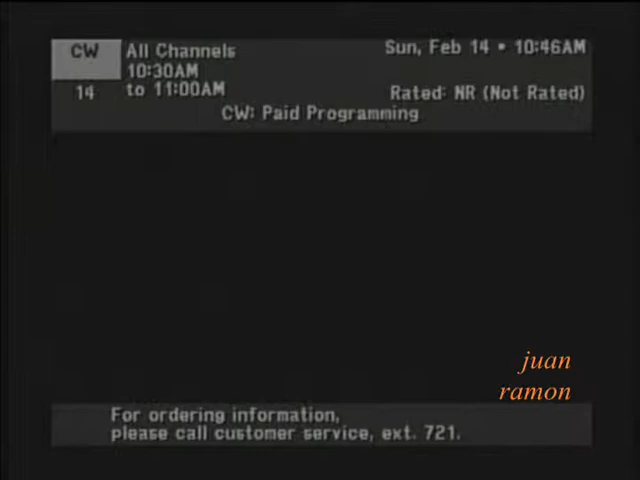 CW All Channels Sun, Feb 14 • 10:46AM
10:30AM
14 to 11:00AM Rated: NR (Not Rated)
CW: Paid Programming
juan
ramon
For ordering information,
please call customer service, ext. 721.